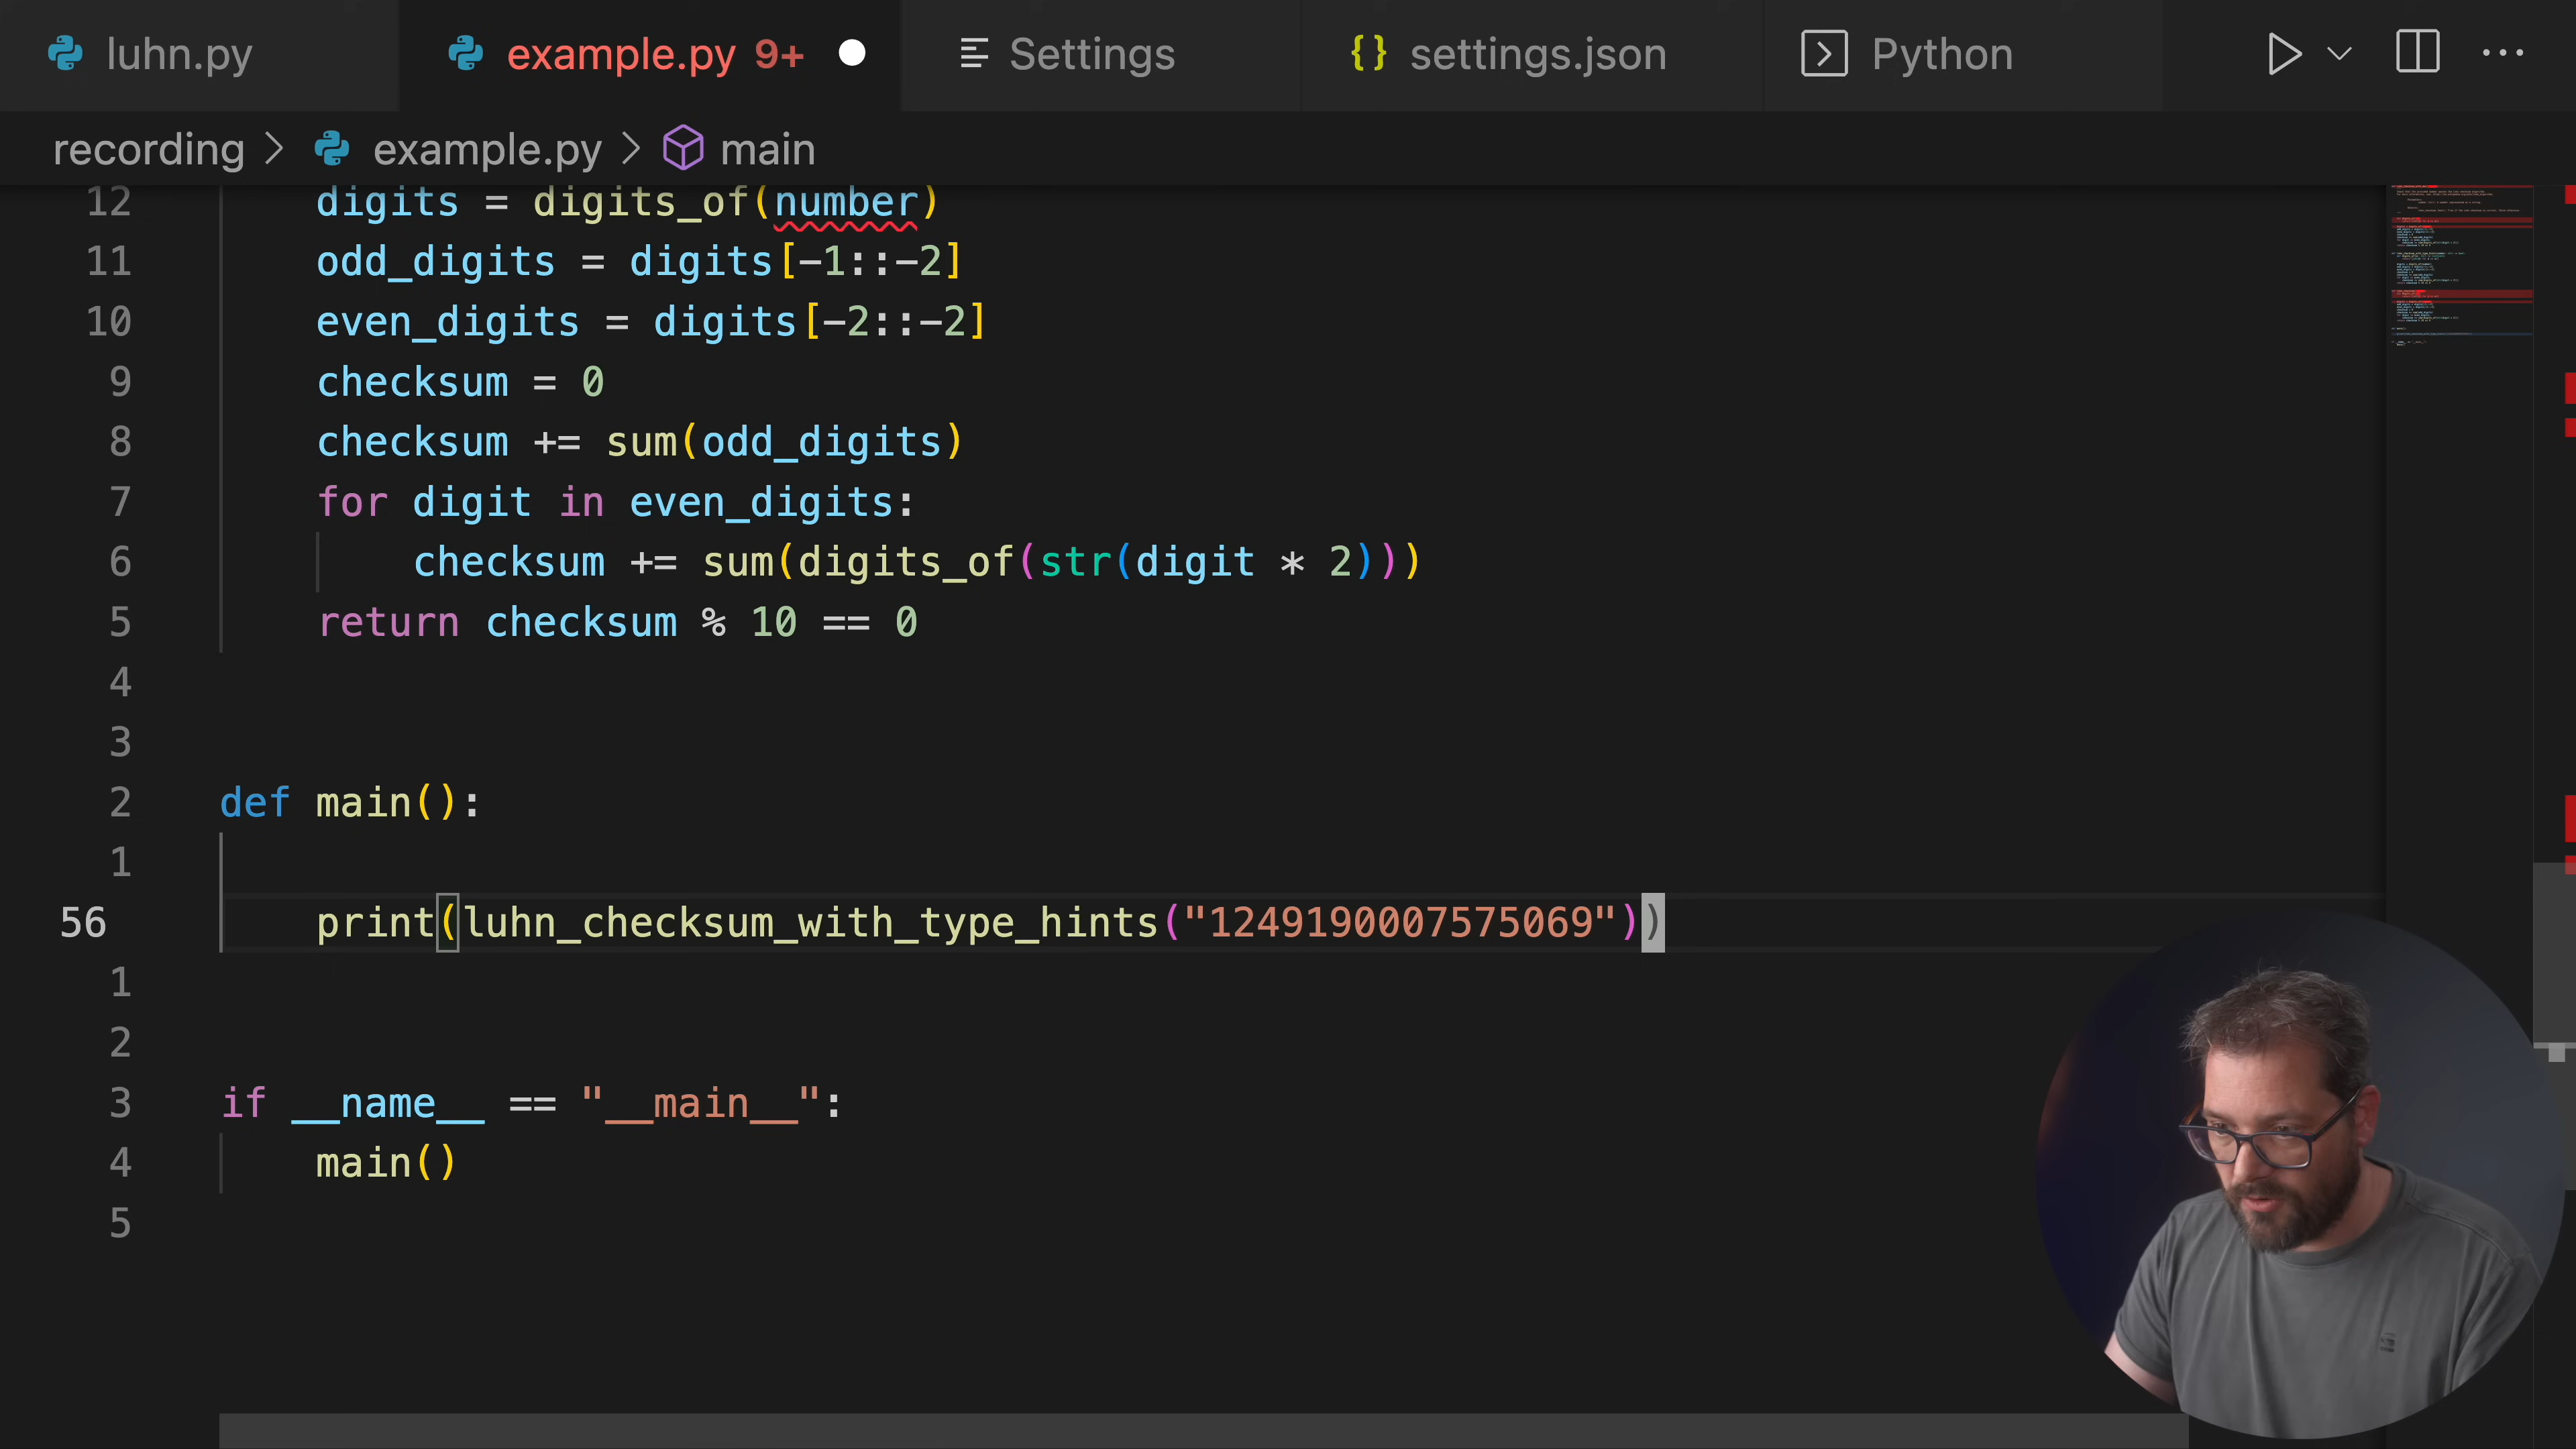 luhn.py
example.py 9+
Settings
settings.json
Python
recording > example.py > main
12 digits = digits_of(number)
11 odd_digits = digits[-1::-2]
10 even_digits = digits[-2::-2]
9 checksum = 0
8 checksum += sum(odd_digits)
7 for digit in even_digits:
6 checksum += sum(digits_of(str(digit * 2)))
5 return checksum % 10 == 0
4
3
2 def main():
1
56 print(luhn_checksum_with_type_hints("1249190007575069"))
1
2
3 if __name__ == "__main__":
4 main()
5